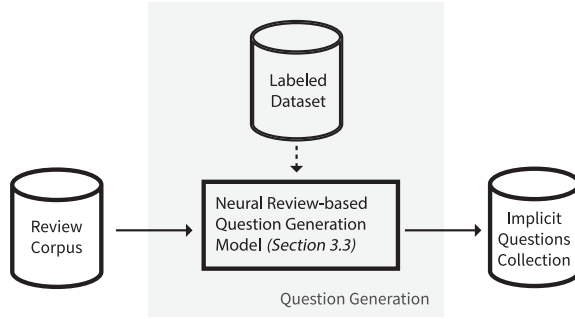 Labeled
Dataset
Review
Corpus
Neural Review-based
Question Generation
Model (Section 3.3)
Implicit
Questions
Collection
Question Generation